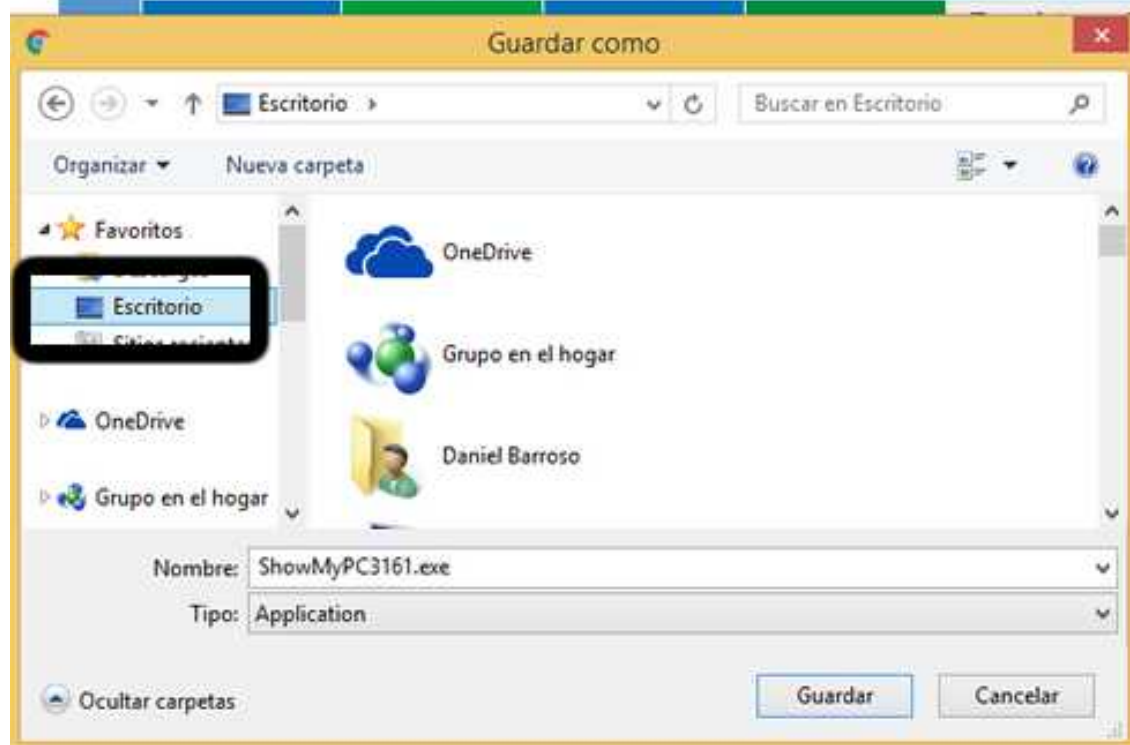 Guardar como
Escritorio
Buscar en Escritorio
Organizar
Nueva carpeta
Favoritos
Escritorio
OneDrive
Grupo en el hogar
OneDrive
Grupo en el hogar
Daniel Barroso
Nombre: ShowMyPC3161.exe
Tipo: Application
Ocultar carpetas
Guardar
Cancelar